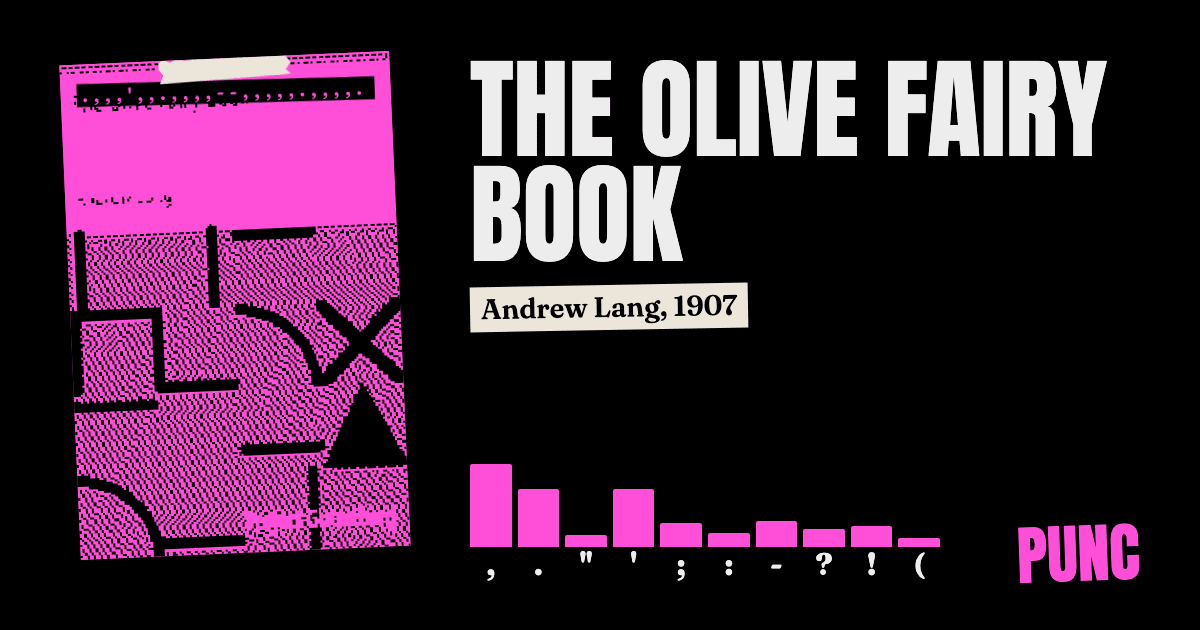 THE OLIVE FAIRY
BOOK
Andrew Lang, 1907
, . " ' ; : - ? ! (
PUNC